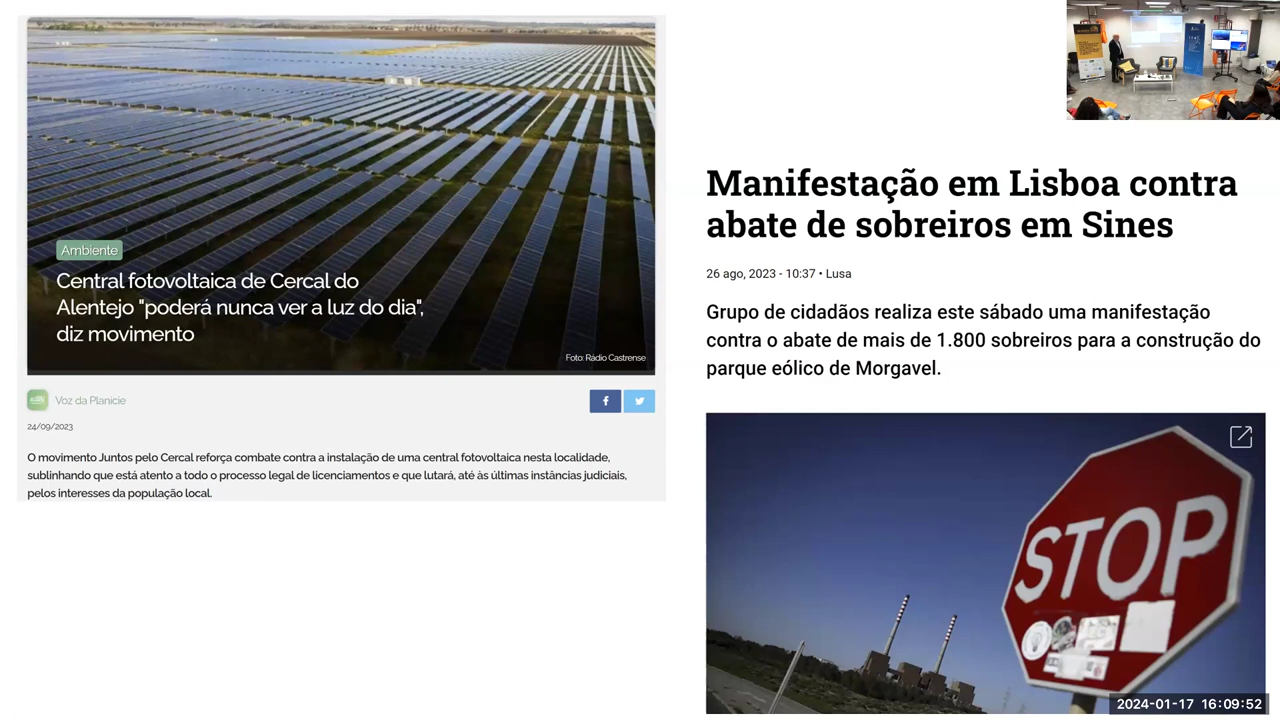 Ambiente
Central fotovoltaica de Cercal do
Alentejo "poderá nunca ver a luz do dia",
diz movimento
Foto: Rádio Castrense
Voz da Planície
24/09/2023
O movimento Juntos pelo Cercal reforça combate contra a instalação de uma central fotovoltaica nesta localidade,
sublinhando que está atento a todo o processo legal de licenciamentos e que lutará, até às últimas instâncias judiciais,
pelos interesses da população local.
Manifestação em Lisboa contra
abate de sobreiros em Sines
26 ago, 2023 - 10:37 • Lusa
Grupo de cidadãos realiza este sábado uma manifestação
contra o abate de mais de 1.800 sobreiros para a construção do
parque eólico de Morgavel.
STOP
2024-01-17 16:09:52